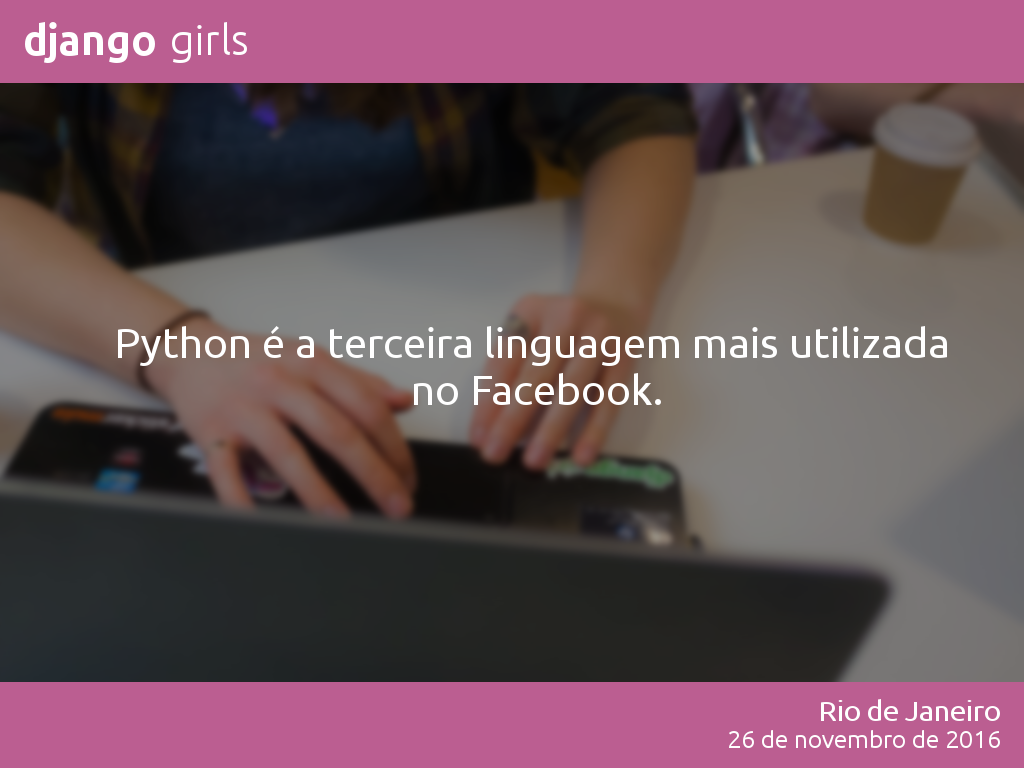 django girls
Python é a terceira linguagem mais utilizada
no Facebook.
Rio de Janeiro
26 de novembro de 2016